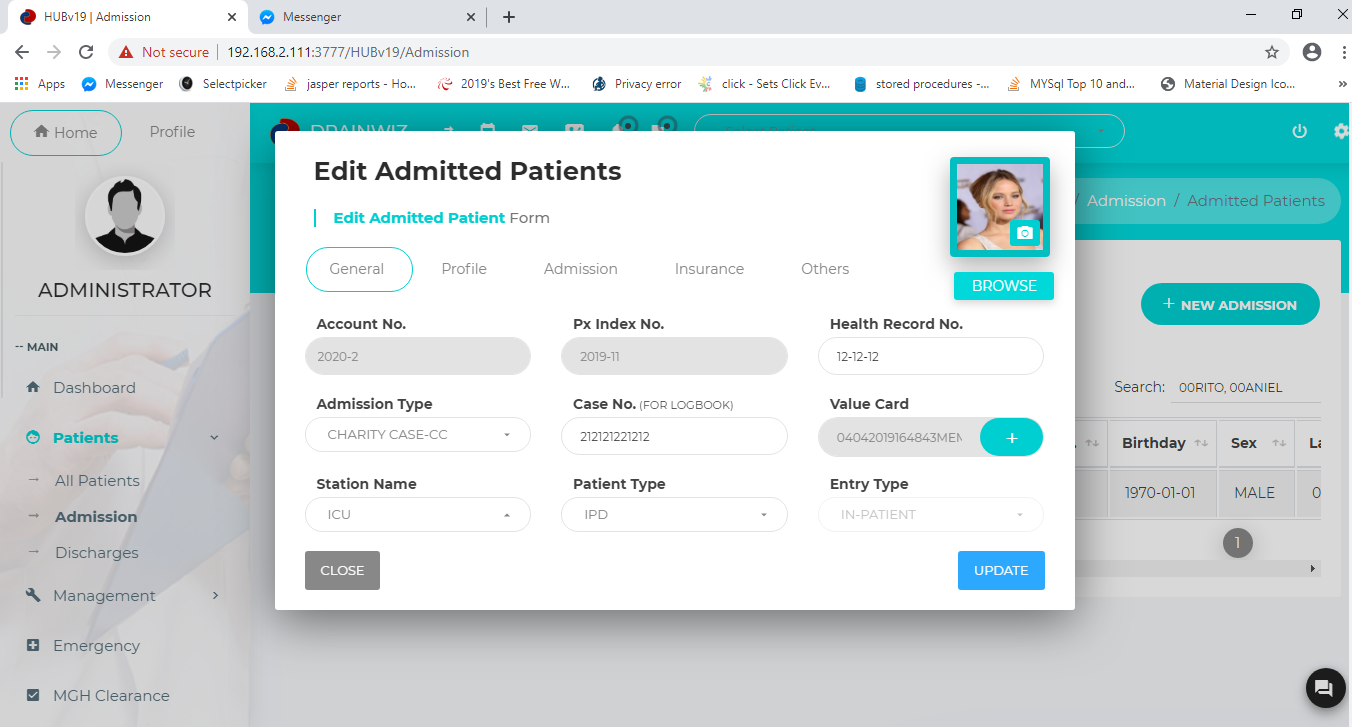 HUBv19 | Admission
Messenger
Not secure | 192.168.2.111:3777/HUBv19/Admission
Apps Messenger Selectpicker jasper reports - Ho... 2019's Best Free W... Privacy error click - Sets Click Ev... stored procedures -... MYSql Top 10 and... Material Design Ico... »
Home Profile
ADMINISTRATOR
-- MAIN
Dashboard
Patients
All Patients
Admission
Discharges
Management
Emergency
MGH Clearance
/ Admission / Admitted Patients
+ NEW ADMISSION
Search: 00RITO, 00ANIEL
Birthday Sex La
1970-01-01 MALE 0
1
Edit Admitted Patients
Edit Admitted Patient Form
BROWSE
General Profile Admission Insurance Others
Account No. Px Index No. Health Record No.
2020-2 2019-11 12-12-12
Admission Type Case No. (FOR LOGBOOK) Value Card
CHARITY CASE-CC 212121221212 04042019164843MEM +
Station Name Patient Type Entry Type
ICU IPD IN-PATIENT
CLOSE UPDATE